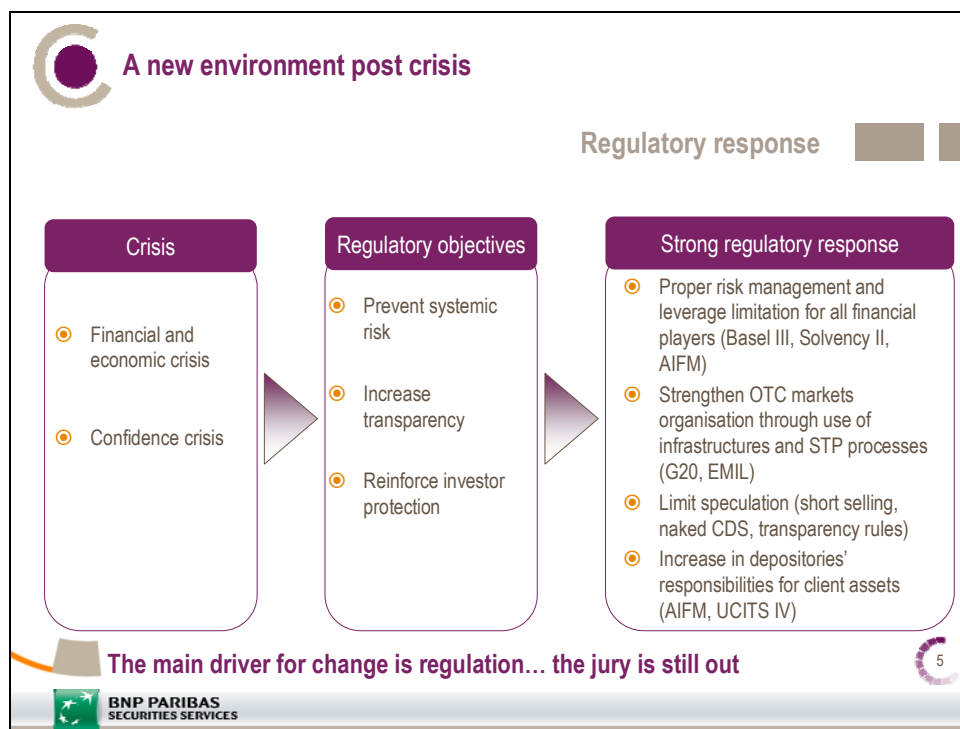 A new environment post crisis
Regulatory response
Crisis
Financial and
economic crisis
Confidence crisis
Regulatory objectives
Prevent systemic
risk
Increase
transparency
Reinforce investor
protection
Strong regulatory response
Proper risk management and
leverage limitation for all financial
players (Basel III, Solvency II,
AIFM)
Strengthen OTC markets
organisation through use of
infrastructures and STP processes
(G20, EMIL)
Limit speculation (short selling,
naked CDS, transparency rules)
Increase in depositories’
responsibilities for client assets
(AIFM, UCITS IV)
The main driver for change is regulation… the jury is still out
5
BNP PARIBAS
SECURITIES SERVICES